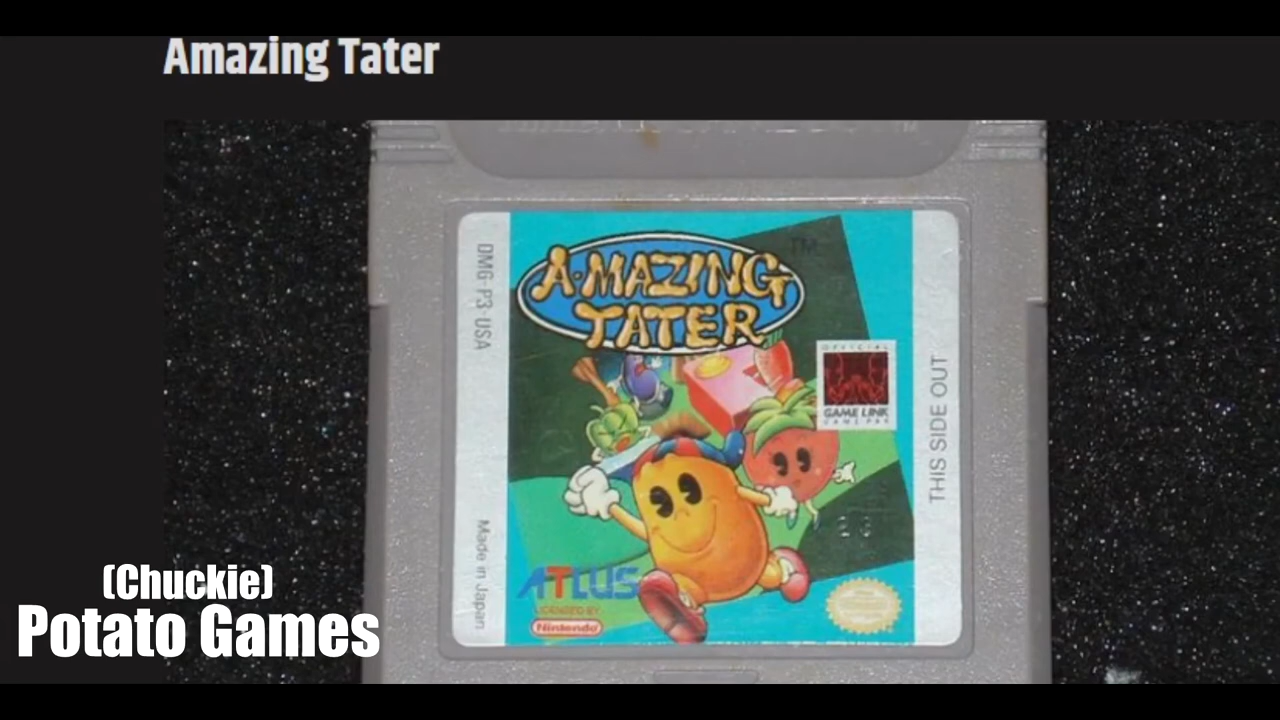 Amazing Tater
A·MAZING
TATER
TM
DMG-P3-USA
OFFICIAL
GAME LINK
GAME PAK
THIS SIDE OUT
26
Made in Japan
ATLUS
LICENSED BY
Nintendo
(Chuckie)
Potato Games